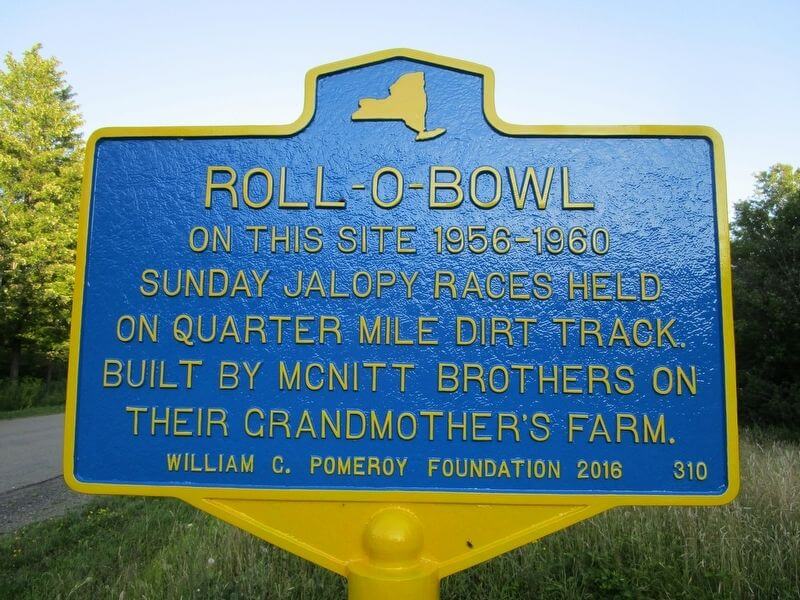 ROLL-O-BOWL
ON THIS SITE 1956-1960
SUNDAY JALOPY RACES HELD
ON QUARTER MILE DIRT TRACK.
BUILT BY MCNITT BROTHERS ON
THEIR GRANDMOTHER'S FARM.
WILLIAM G. POMEROY FOUNDATION 2016 310